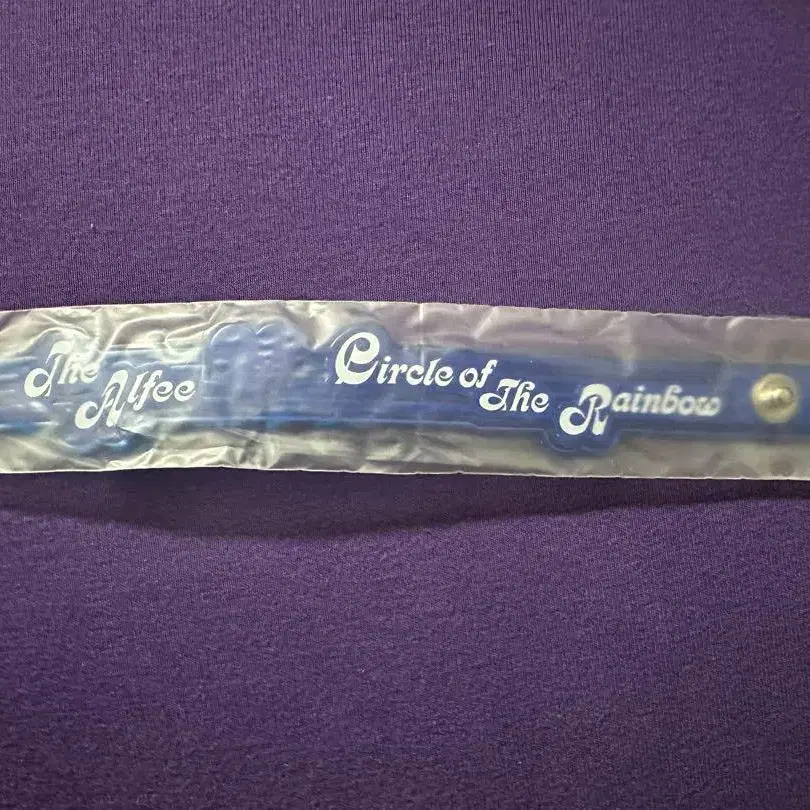 The Alfee
Circle of The Rainbow